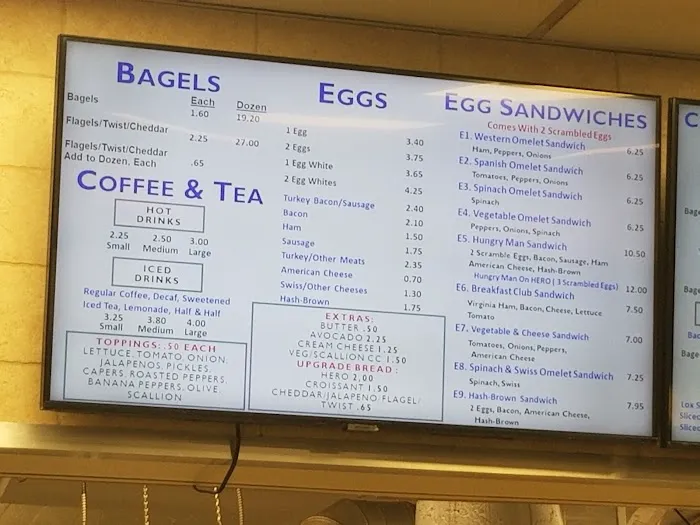 BAGELS
Each Dozen
Bagels 1.60 19.20
Flagels/Twist/Cheddar 2.25 27.00
Flagels/Twist/Cheddar
Add to Dozen, Each .65
COFFEE & TEA
HOT
DRINKS
2.25 2.50 3.00
Small Medium Large
ICED
DRINKS
Regular Coffee, Decaf, Sweetened
Iced Tea, Lemonade, Half & Half
3.25 3.80 4.00
Small Medium Large
TOPPINGS: .50 EACH
LETTUCE, TOMATO, ONION,
JALAPENOS, PICKLES,
CAPERS, ROASTED PEPPERS,
BANANA PEPPERS, OLIVE,
SCALLION
EGGS
1 Egg 3.40
2 Eggs 3.75
1 Egg White 3.65
2 Egg Whites 4.25
Turkey Bacon/Sausage 2.40
Bacon 2.10
Ham 1.50
Sausage 1.75
Turkey/Other Meats 2.35
American Cheese 0.70
Swiss/Other Cheeses 1.30
Hash-Brown 1.75
EXTRAS:
BUTTER .50
AVOCADO 2.25
CREAM CHEESE 1.25
VEG/SCALLION CC 1.50
UPGRADE BREAD:
HERO 2.00
CROISSANT 1.50
CHEDDAR/JALAPENO/FLAGEL/
TWIST .65
EGG SANDWICHES
Comes With 2 Scrambled Eggs
E1. Western Omelet Sandwich 6.25
Ham, Peppers, Onions
E2. Spanish Omelet Sandwich 6.25
Tomatoes, Peppers, Onions
E3. Spinach Omelet Sandwich 6.25
Spinach
E4. Vegetable Omelet Sandwich 6.25
Peppers, Onions, Spinach
E5. Hungry Man Sandwich 10.50
2 Scramble Eggs, Bacon, Sausage, Ham
American Cheese, Hash-Brown
Hungry Man On HERO ( 3 Scrambled Eggs) 12.00
E6. Breakfast Club Sandwich 7.50
Virginia Ham, Bacon, Cheese, Lettuce
Tomato
E7. Vegetable & Cheese Sandwich 7.00
Tomatoes, Onions, Peppers,
American Cheese
E8. Spinach & Swiss Omelet Sandwich 7.25
Spinach, Swiss
E9. Hash-Brown Sandwich 7.95
2 Eggs, Bacon, American Cheese,
Hash-Brown